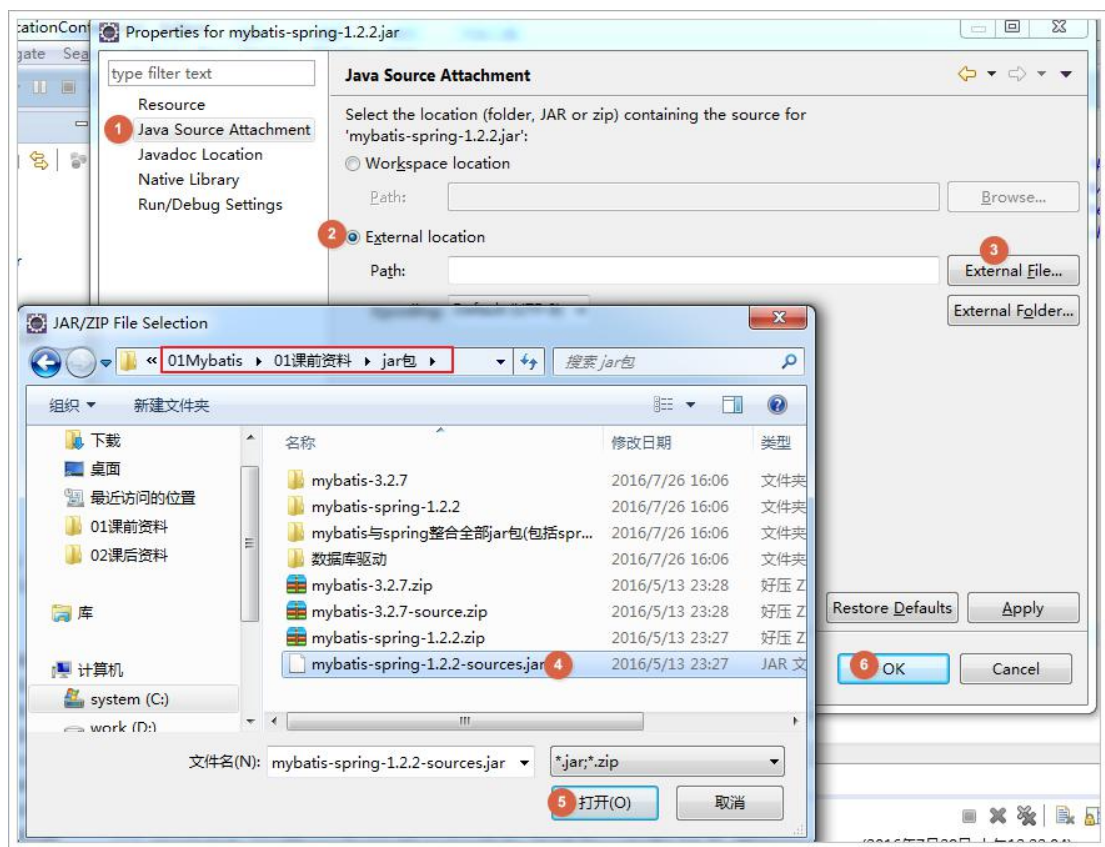 cationConf
Properties for mybatis-spring-1.2.2.jar
gate Sea
type filter text
Resource
1 Java Source Attachment
Javadoc Location
Native Library
Run/Debug Settings
Java Source Attachment
Select the location (folder, JAR or zip) containing the source for
'mybatis-spring-1.2.2.jar':
Workspace location
Path:
Browse...
2 External location
3
Path:
External File...
External Folder...
JAR/ZIP File Selection
« 01Mybatis 01课前资料 jar包
搜索 jar包
组织 新建文件夹
下载
桌面
最近访问的位置
01课前资料
02课后资料
库
计算机
system (C:)
work (D:)
名称 修改日期 类型
mybatis-3.2.7 2016/7/26 16:06 文件夹
mybatis-spring-1.2.2 2016/7/26 16:06 文件夹
mybatis与spring整合全部jar包(包括spr... 2016/7/26 16:06 文件夹
数据库驱动 2016/7/26 16:06 文件夹
mybatis-3.2.7.zip 2016/5/13 23:28 好压 Z
mybatis-3.2.7-source.zip 2016/5/13 23:28 好压 Z
mybatis-spring-1.2.2.zip 2016/5/13 23:27 好压 Z
mybatis-spring-1.2.2-sources.jar 4 2016/5/13 23:27 JAR 文
文件名(N): mybatis-spring-1.2.2-sources.jar *.jar;*.zip
5 打开(O) 取消
Restore Defaults Apply
6 OK Cancel